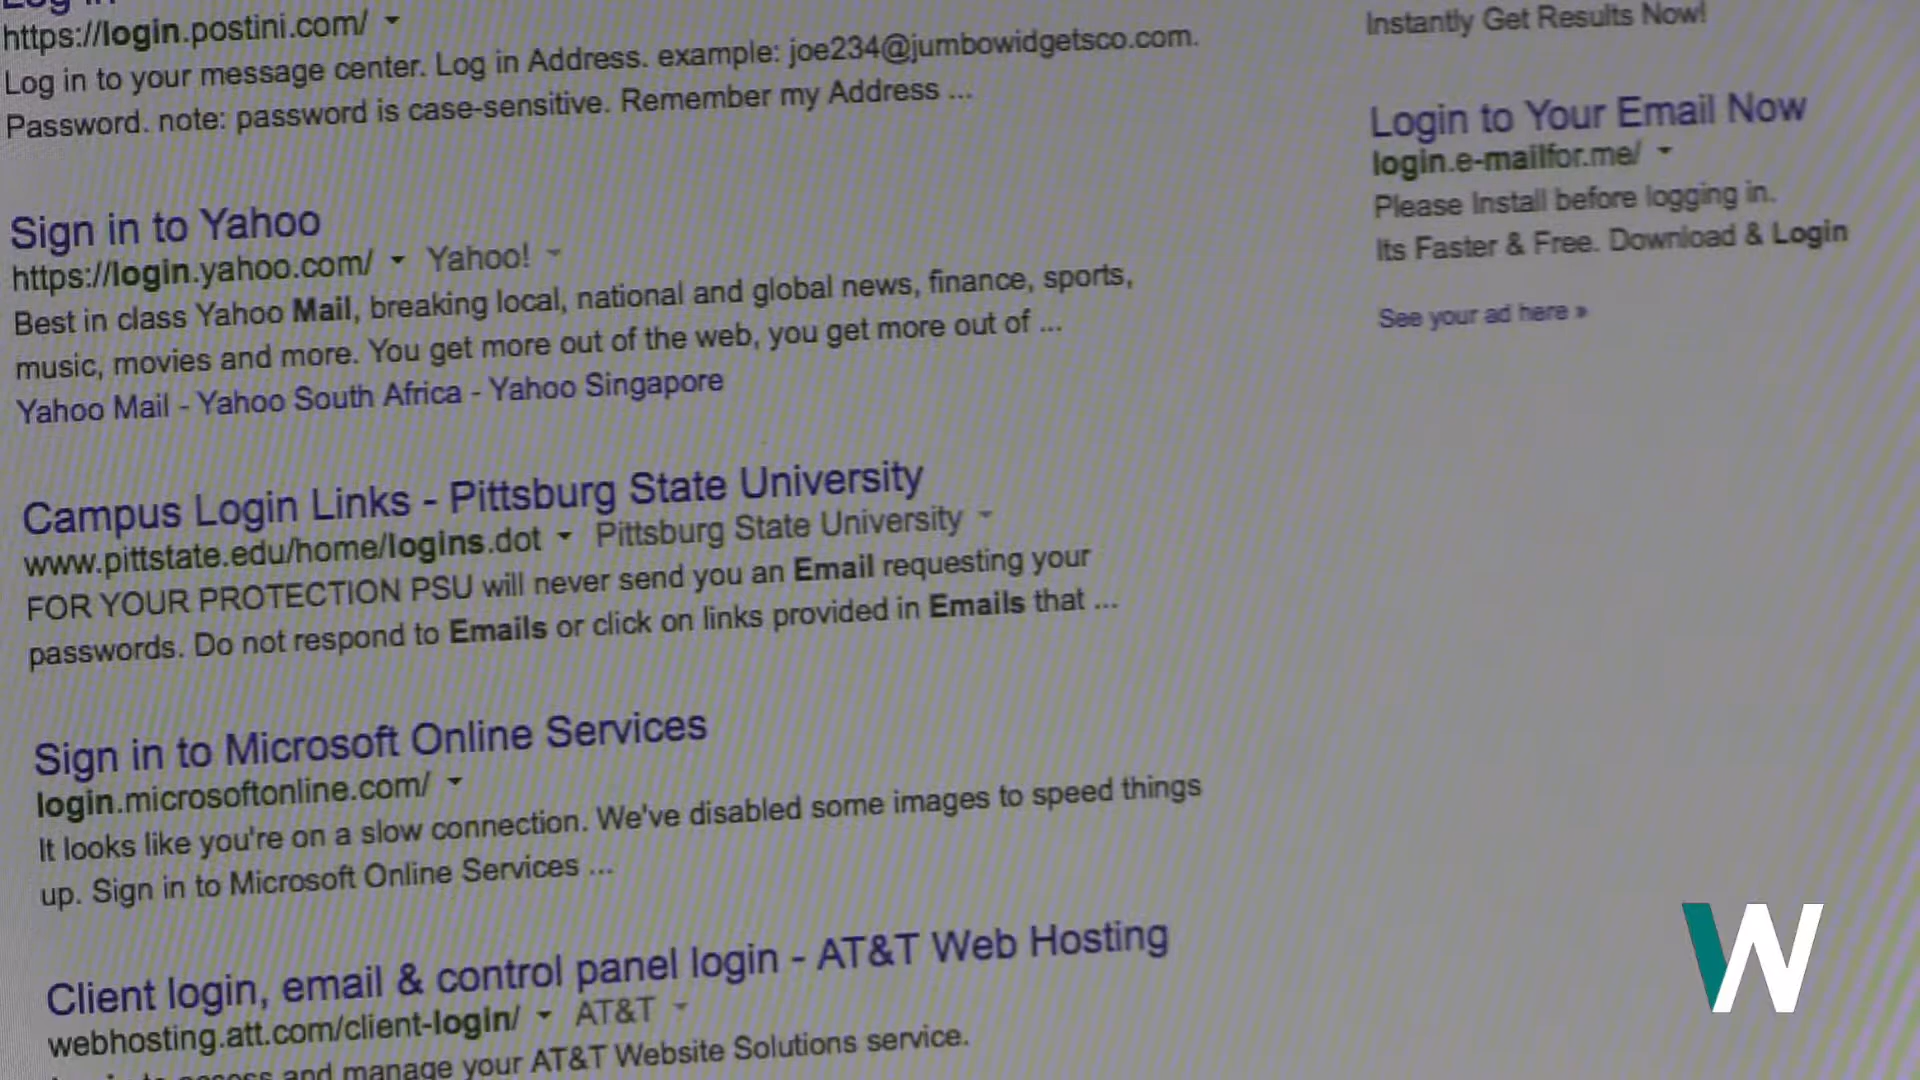 https://login.postini.com/
Log in to your message center. Log in Address. example: joe234@jumbowidgetsco.com.
Password. note: password is case-sensitive. Remember my Address ...
Sign in to Yahoo
https://login.yahoo.com/ Yahoo!
Best in class Yahoo Mail, breaking local, national and global news, finance, sports,
music, movies and more. You get more out of the web, you get more out of ...
Yahoo Mail - Yahoo South Africa - Yahoo Singapore
Campus Login Links - Pittsburg State University
www.pittstate.edu/home/logins.dot Pittsburg State University
FOR YOUR PROTECTION PSU will never send you an Email requesting your
passwords. Do not respond to Emails or click on links provided in Emails that ...
Sign in to Microsoft Online Services
login.microsoftonline.com/
It looks like you're on a slow connection. We've disabled some images to speed things
up. Sign in to Microsoft Online Services ...
Client login, email & control panel login - AT&T Web Hosting
webhosting.att.com/client-login/ AT&T
and manage your AT&T Website Solutions service.
Instantly Get Results Now!
Login to Your Email Now
login.e-mailfor.me/
Please Install before logging in.
Its Faster & Free. Download & Login
See your ad here »
W